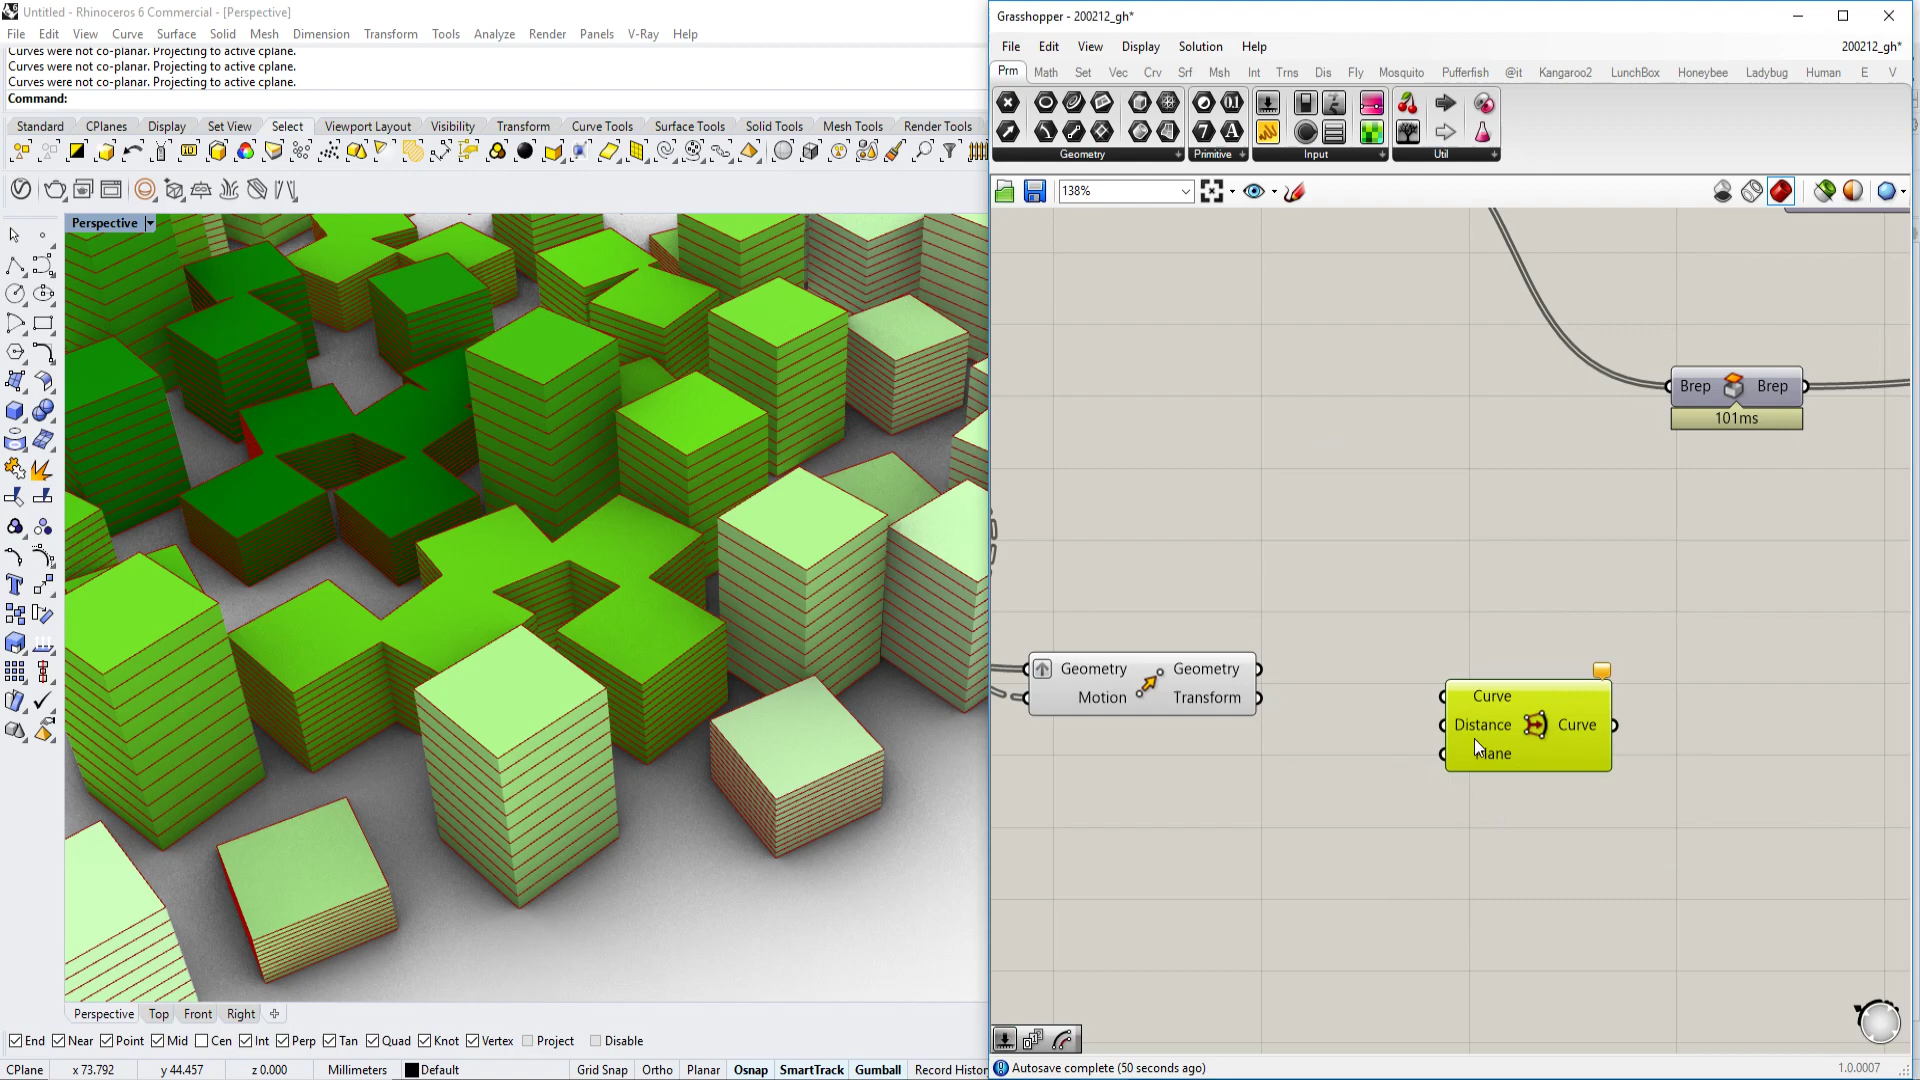 Untitled - Rhinoceros 6 Commercial - [Perspective]
File Edit View Curve Surface Solid Mesh Dimension Transform Tools Analyze Render Panels V-Ray Help
Curves were not co-planar. Projecting to active cplane.
Curves were not co-planar. Projecting to active cplane.
Curves were not co-planar. Projecting to active cplane.
Command:
Standard CPlanes Display Set View Select Viewport Layout Visibility Transform Curve Tools Surface Tools Solid Tools Mesh Tools Render Tools
Perspective
Perspective Top Front Right
End Near Point Mid Cen Int Perp Tan Quad Knot Vertex Project Disable
CPlane x 73.792 y 44.457 z 0.000 Millimeters Default Grid Snap Ortho Planar Osnap SmartTrack Gumball Record Histor
Grasshopper - 200212_gh*
File Edit View Display Solution Help 200212_gh*
Prm Math Set Vec Crv Srf Msh Int Trns Dis Fly Mosquito Pufferfish @it Kangaroo2 LunchBox Honeybee Ladybug Human E V
Geometry Primitive Input Util
138%
Brep Brep
101ms
Geometry Geometry
Motion Transform
Curve
Distance Curve
lane
Autosave complete (50 seconds ago) 1.0.0007